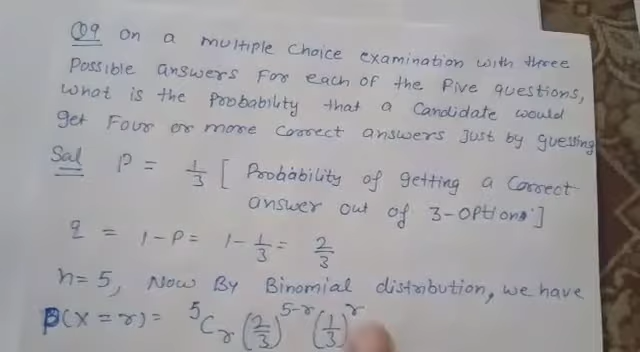 Q9 on a multiple choice examination with three
Possible answers For each of the Five questions,
what is the Probability that a Candidate would
get Four or more correct answers Just by guessing
Sol P = 1/3 [ Probability of getting a Correct
answer out of 3-options ]
q = 1-P = 1 - 1/3 = 2/3
n=5, Now By Binomial distribution, we have
P(X=r) = ⁵Cᵣ (2/3)^5-r (1/3)^r